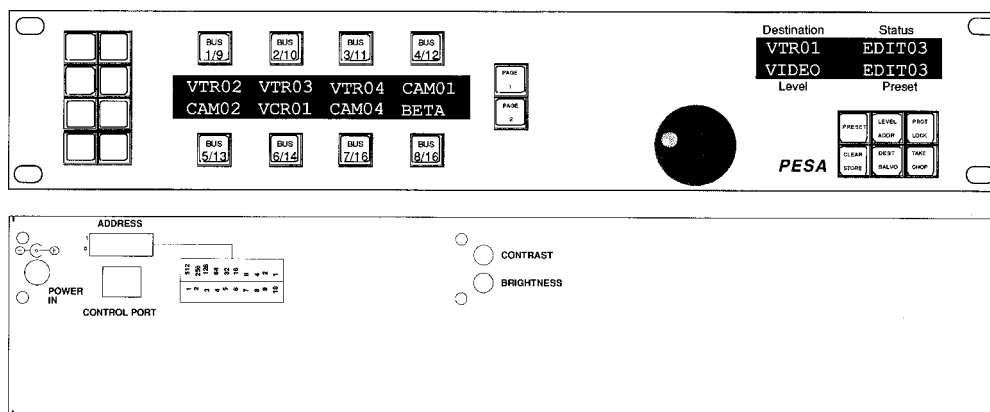 BUS 1/9 BUS 2/10 BUS 3/11 BUS 4/12
VTR02 VTR03 VTR04 CAM01
CAM02 VCR01 CAM04 BETA
BUS 5/13 BUS 6/14 BUS 7/16 BUS 8/16
PAGE 1
PAGE 2
Destination Status
VTR01 EDIT03
VIDEO EDIT03
Level Preset
PESA
PRESET LEVEL ADDR PROT LOCK
CLEAR STORE DEST SALVO TAKE CHOP
ADDRESS
1
0
POWER IN
CONTROL PORT
512 256 128 64 32 16 8 4 2 1
1 2 3 4 5 6 7 8 9 10
CONTRAST
BRIGHTNESS